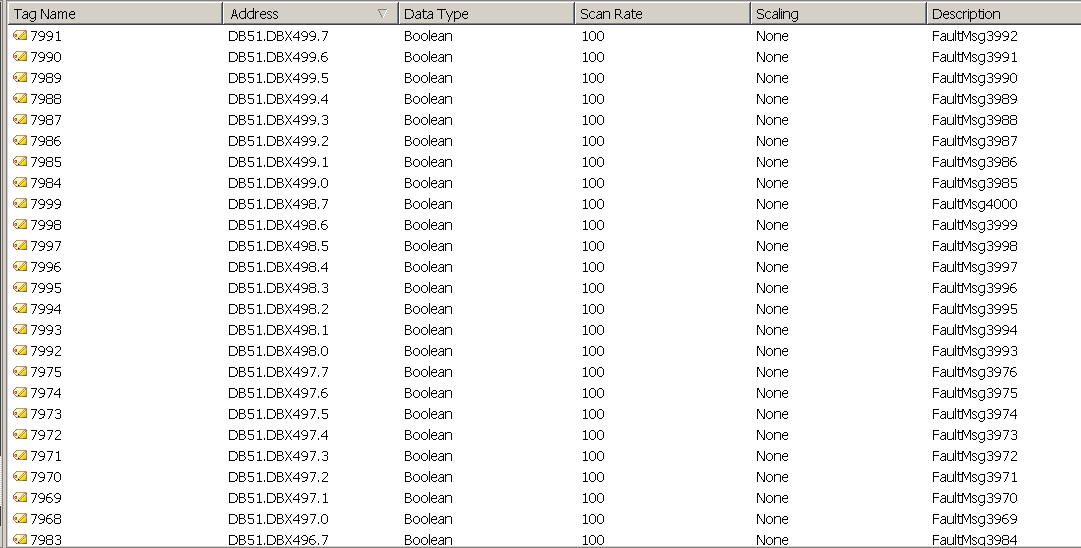 Tag Name Address Data Type Scan Rate Scaling Description
7991 DB51.DBX499.7 Boolean 100 None FaultMsg3992
7990 DB51.DBX499.6 Boolean 100 None FaultMsg3991
7989 DB51.DBX499.5 Boolean 100 None FaultMsg3990
7988 DB51.DBX499.4 Boolean 100 None FaultMsg3989
7987 DB51.DBX499.3 Boolean 100 None FaultMsg3988
7986 DB51.DBX499.2 Boolean 100 None FaultMsg3987
7985 DB51.DBX499.1 Boolean 100 None FaultMsg3986
7984 DB51.DBX499.0 Boolean 100 None FaultMsg3985
7999 DB51.DBX498.7 Boolean 100 None FaultMsg4000
7998 DB51.DBX498.6 Boolean 100 None FaultMsg3999
7997 DB51.DBX498.5 Boolean 100 None FaultMsg3998
7996 DB51.DBX498.4 Boolean 100 None FaultMsg3997
7995 DB51.DBX498.3 Boolean 100 None FaultMsg3996
7994 DB51.DBX498.2 Boolean 100 None FaultMsg3995
7993 DB51.DBX498.1 Boolean 100 None FaultMsg3994
7992 DB51.DBX498.0 Boolean 100 None FaultMsg3993
7975 DB51.DBX497.7 Boolean 100 None FaultMsg3976
7974 DB51.DBX497.6 Boolean 100 None FaultMsg3975
7973 DB51.DBX497.5 Boolean 100 None FaultMsg3974
7972 DB51.DBX497.4 Boolean 100 None FaultMsg3973
7971 DB51.DBX497.3 Boolean 100 None FaultMsg3972
7970 DB51.DBX497.2 Boolean 100 None FaultMsg3971
7969 DB51.DBX497.1 Boolean 100 None FaultMsg3970
7968 DB51.DBX497.0 Boolean 100 None FaultMsg3969
7983 DB51.DBX496.7 Boolean 100 None FaultMsg3984